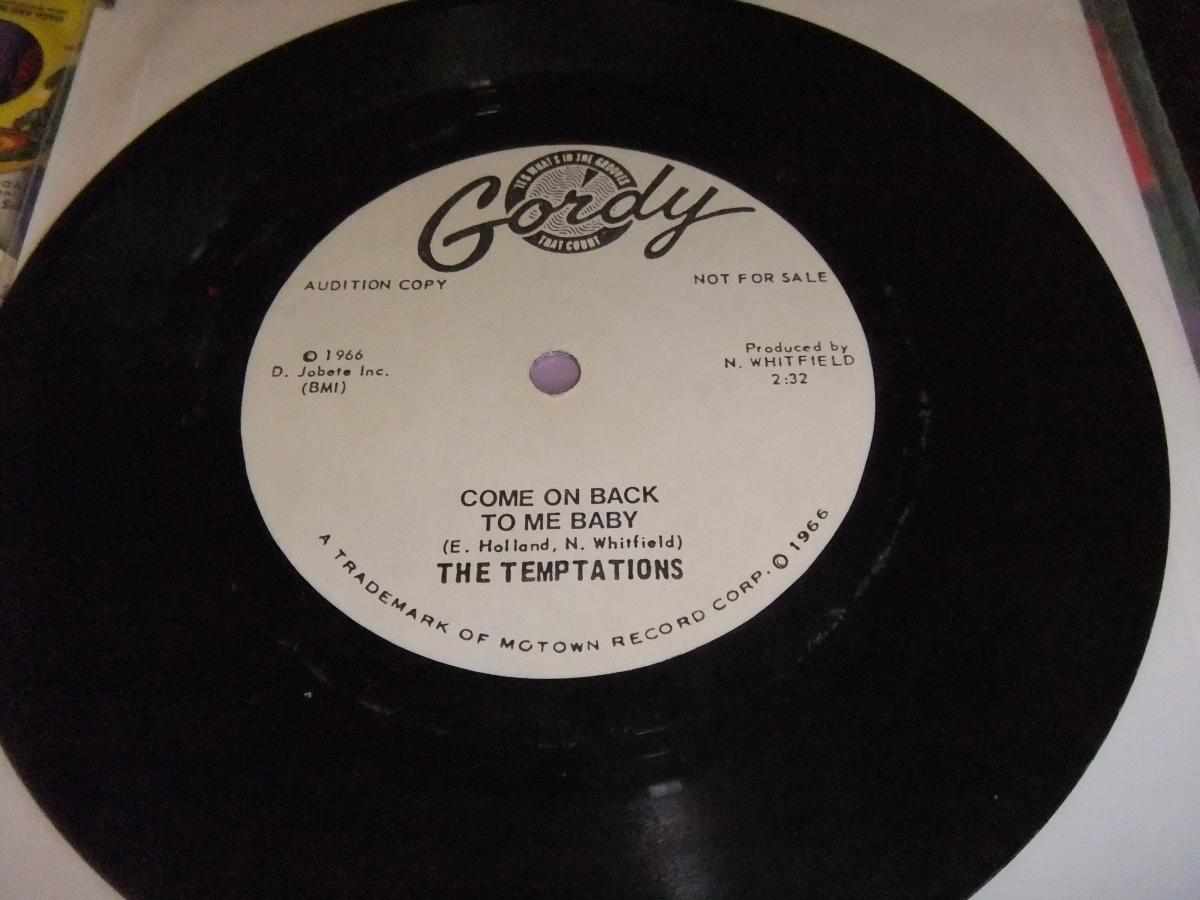 IT'S WHAT'S IN THE GROOVES
Gordy
THAT COUNT
AUDITION COPY
NOT FOR SALE
© 1966
D. Jobete Inc.
(BMI)
Produced by
N. WHITFIELD
2:32
COME ON BACK
TO ME BABY
(E. Holland, N. Whitfield)
THE TEMPTATIONS
A TRADEMARK OF MOTOWN RECORD CORP. © 1966